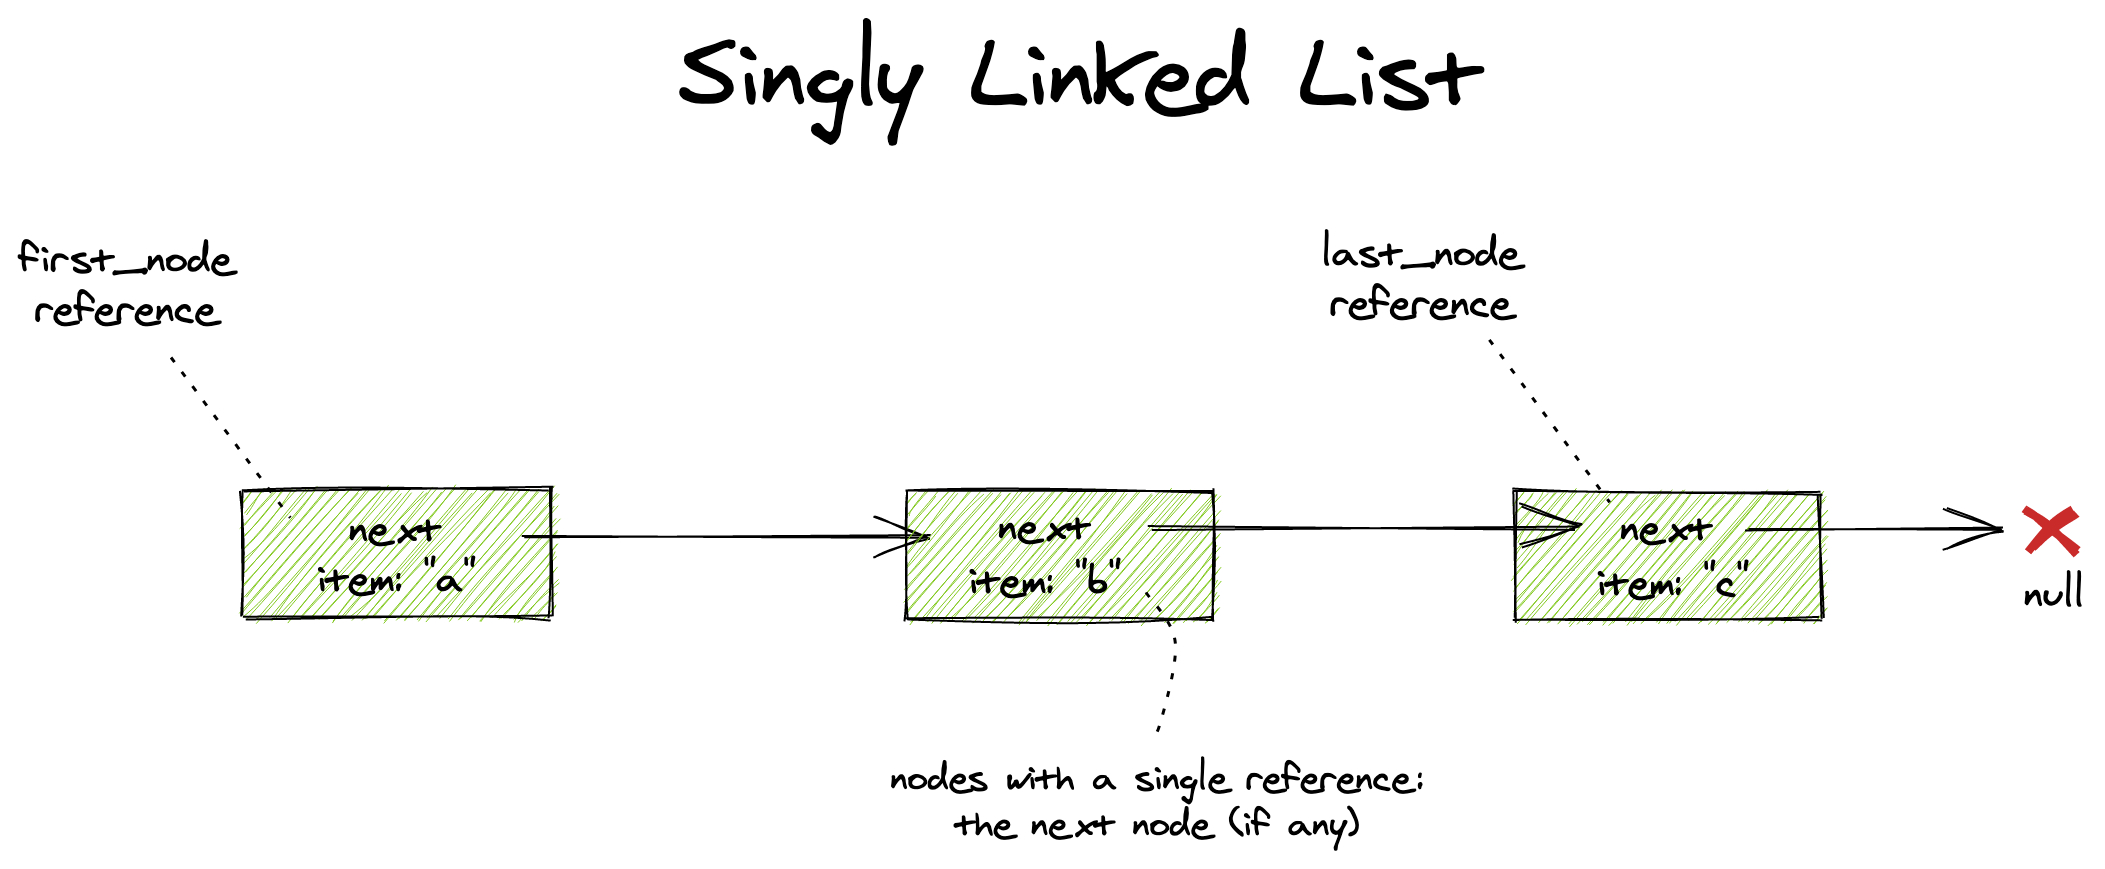 Singly Linked List
first_node
reference
last_node
reference
next
item: "a"
next
item: "b"
next
item: "c"
null
nodes with a single reference:
the next node (if any)